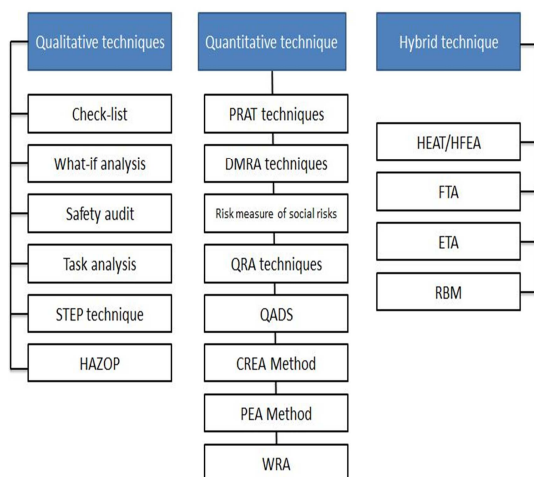 Qualitative techniques
Check-list
What-if analysis
Safety audit
Task analysis
STEP technique
HAZOP
Quantitative technique
PRAT techniques
DMRA techniques
Risk measure of social risks
QRA techniques
QADS
CREA Method
PEA Method
WRA
Hybrid technique
HEAT/HFEA
FTA
ETA
RBM